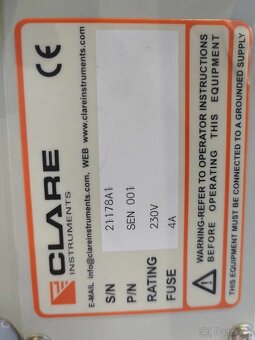 CLARE
INSTRUMENTS
E-MAIL info@clareinstruments.com, WEB www.clareinstruments.com
S/N 21178A1
P/N SEN 001
RATING 230V
FUSE 4A
WARNING-REFER TO OPERATOR INSTRUCTIONS
BEFORE OPERATING THIS EQUIPMENT
THIS EQUIPMENT MUST BE CONNECTED TO A GROUNDED SUPPLY
CE